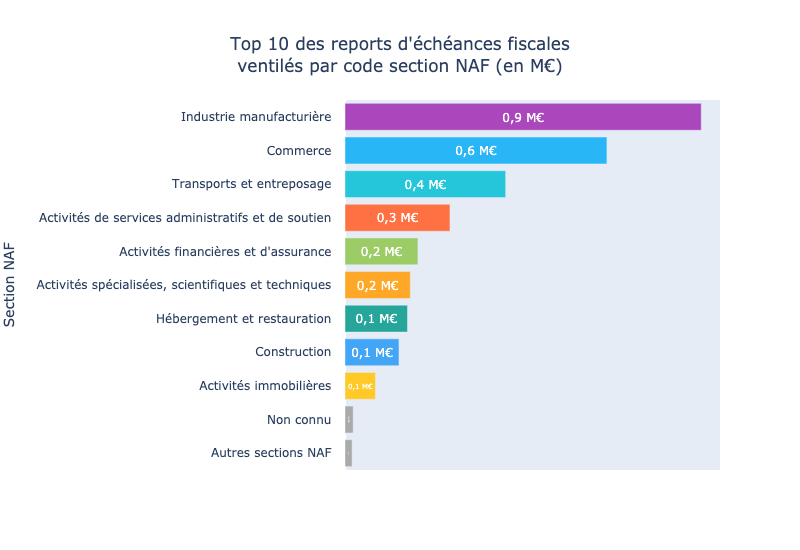 Top 10 des reports d'échéances fiscales
ventilés par code section NAF (en M€)
Section NAF
Industrie manufacturière 0,9 M€
Commerce 0,6 M€
Transports et entreposage 0,4 M€
Activités de services administratifs et de soutien 0,3 M€
Activités financières et d'assurance 0,2 M€
Activités spécialisées, scientifiques et techniques 0,2 M€
Hébergement et restauration 0,1 M€
Construction 0,1 M€
Activités immobilières 0,1 M€
Non connu
Autres sections NAF